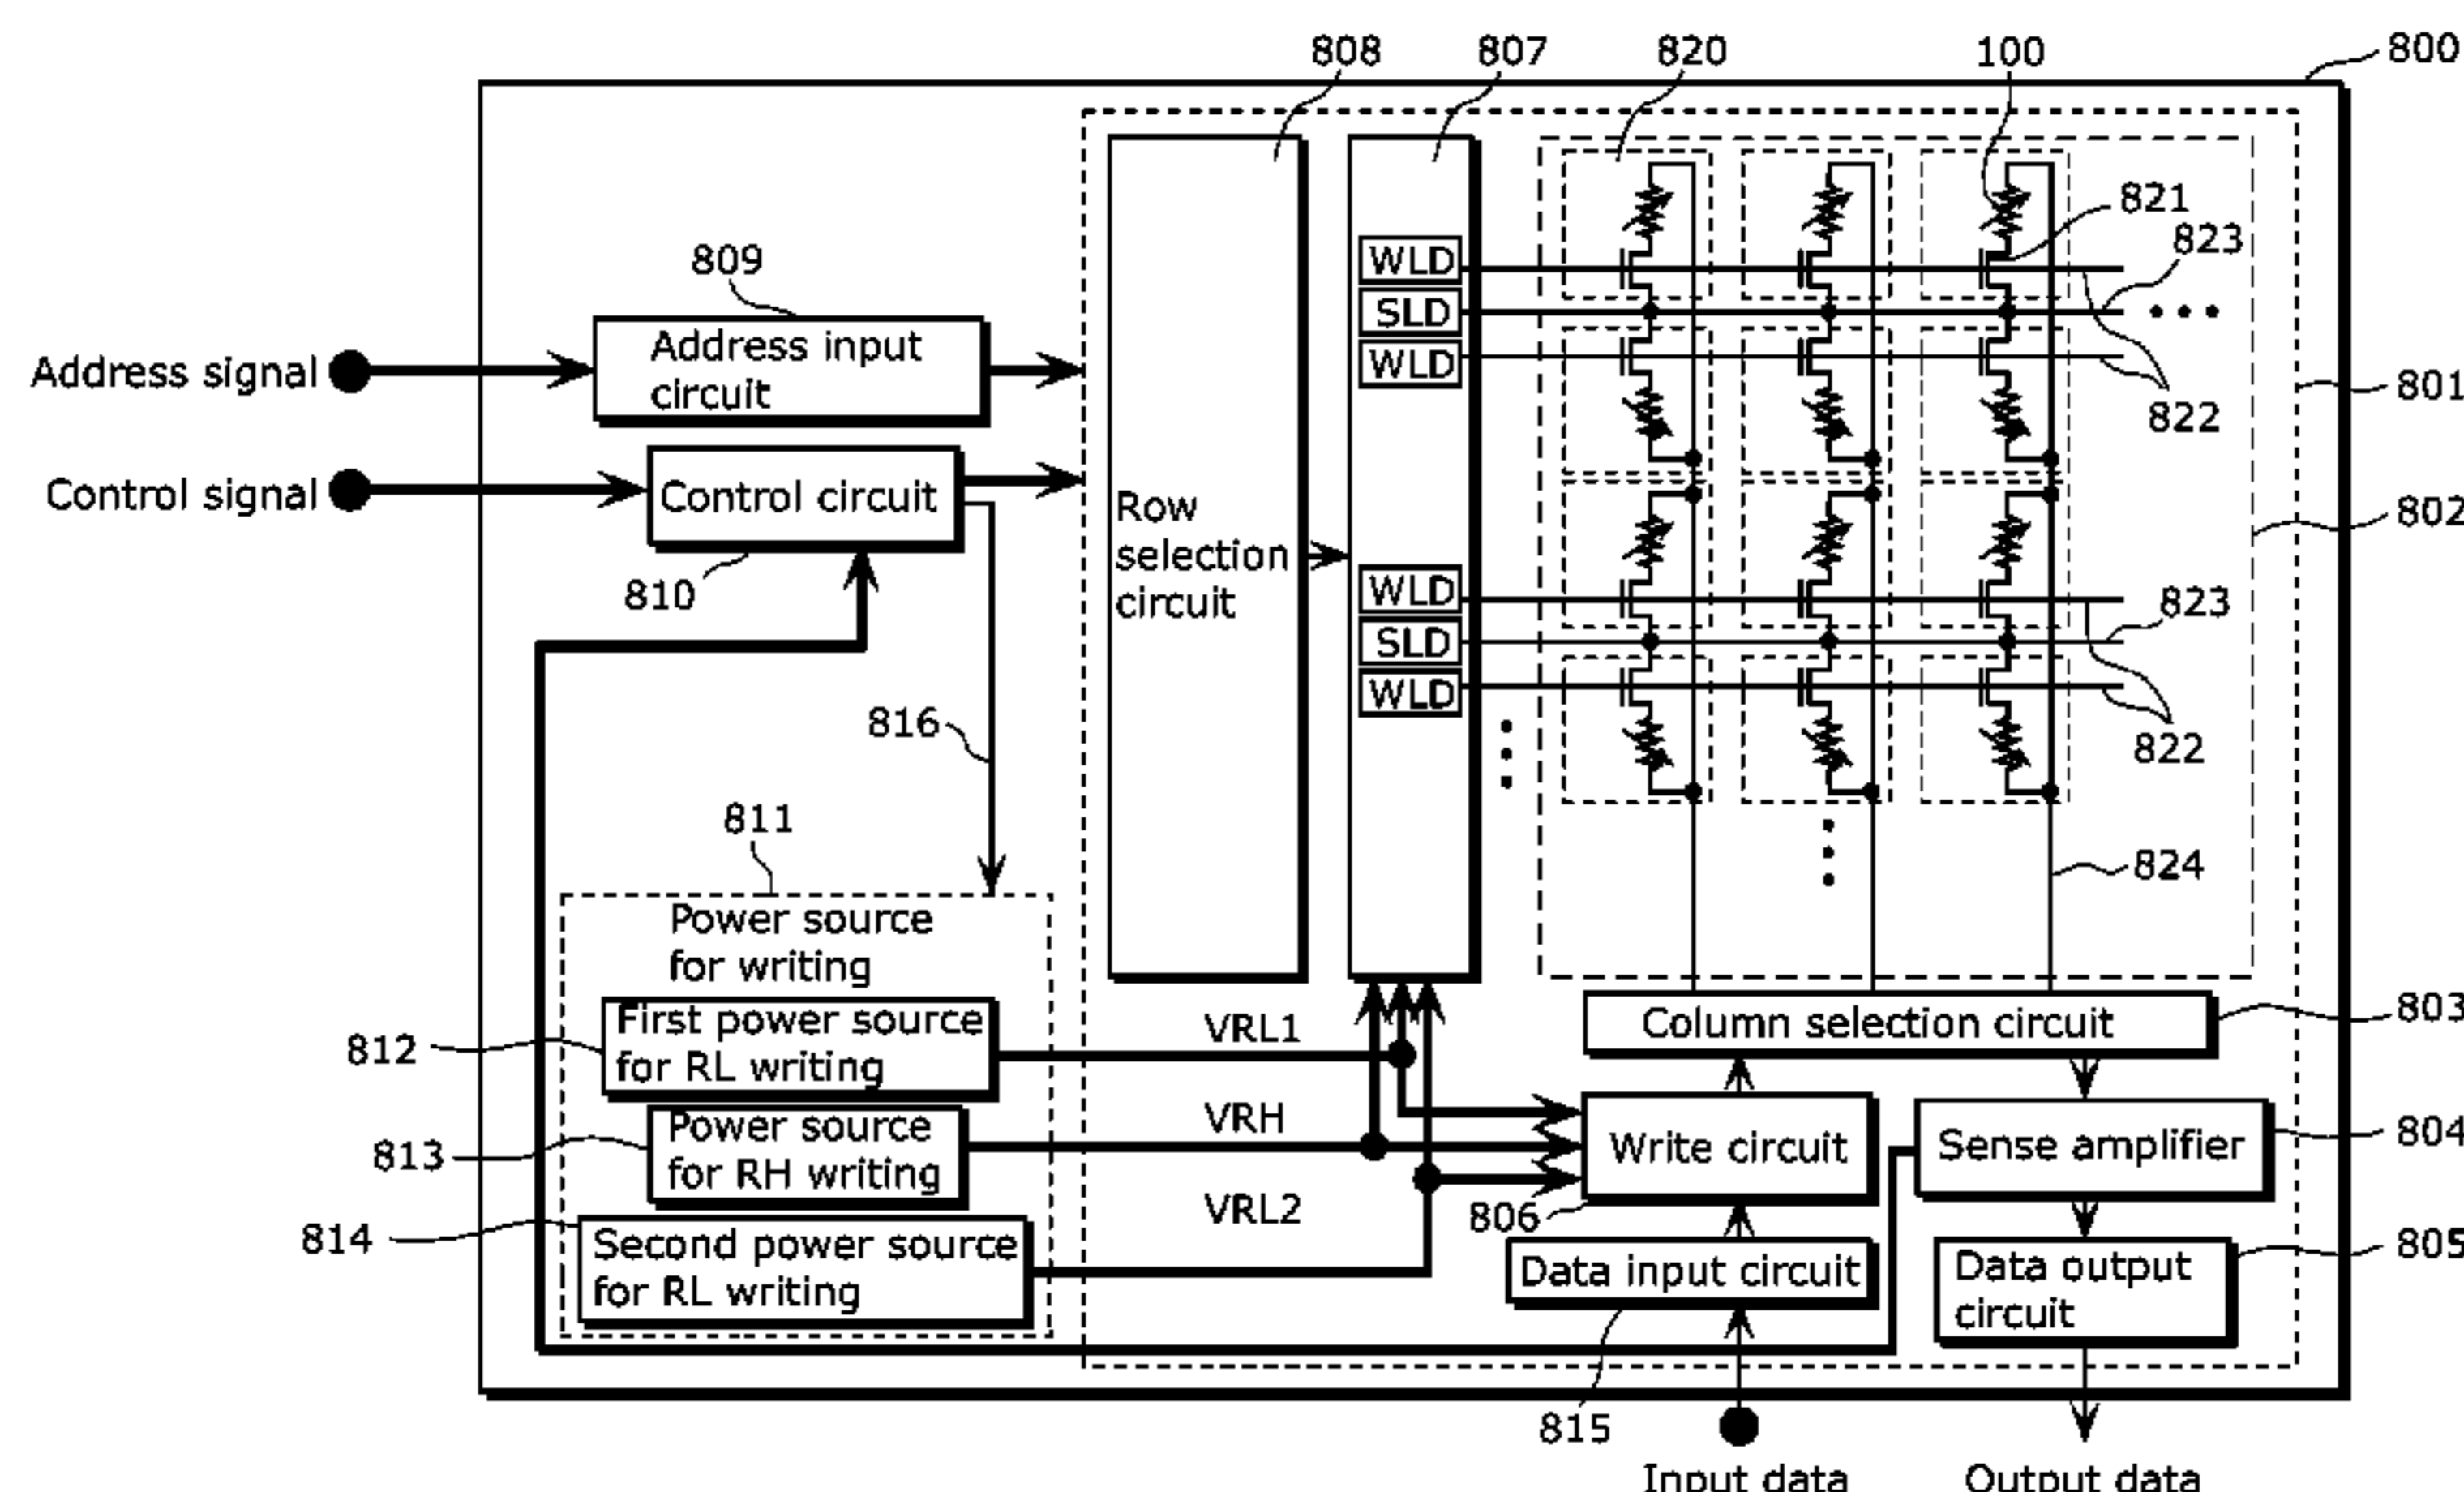 808
807
820
100
800
821
823
WLD
SLD
WLD
809
Address input
circuit
Address signal
801
822
Control signal
Control circuit
Row
selection
circuit
802
810
WLD
SLD
WLD
823
816
822
811
824
Power source
for writing
First power source
for RL writing
812
VRL1
Column selection circuit
803
Power source
for RH writing
813
VRH
Write circuit
Sense amplifier
804
806
VRL2
Second power source
for RL writing
814
Data input circuit
Data output
circuit
805
815
Input data
Output data